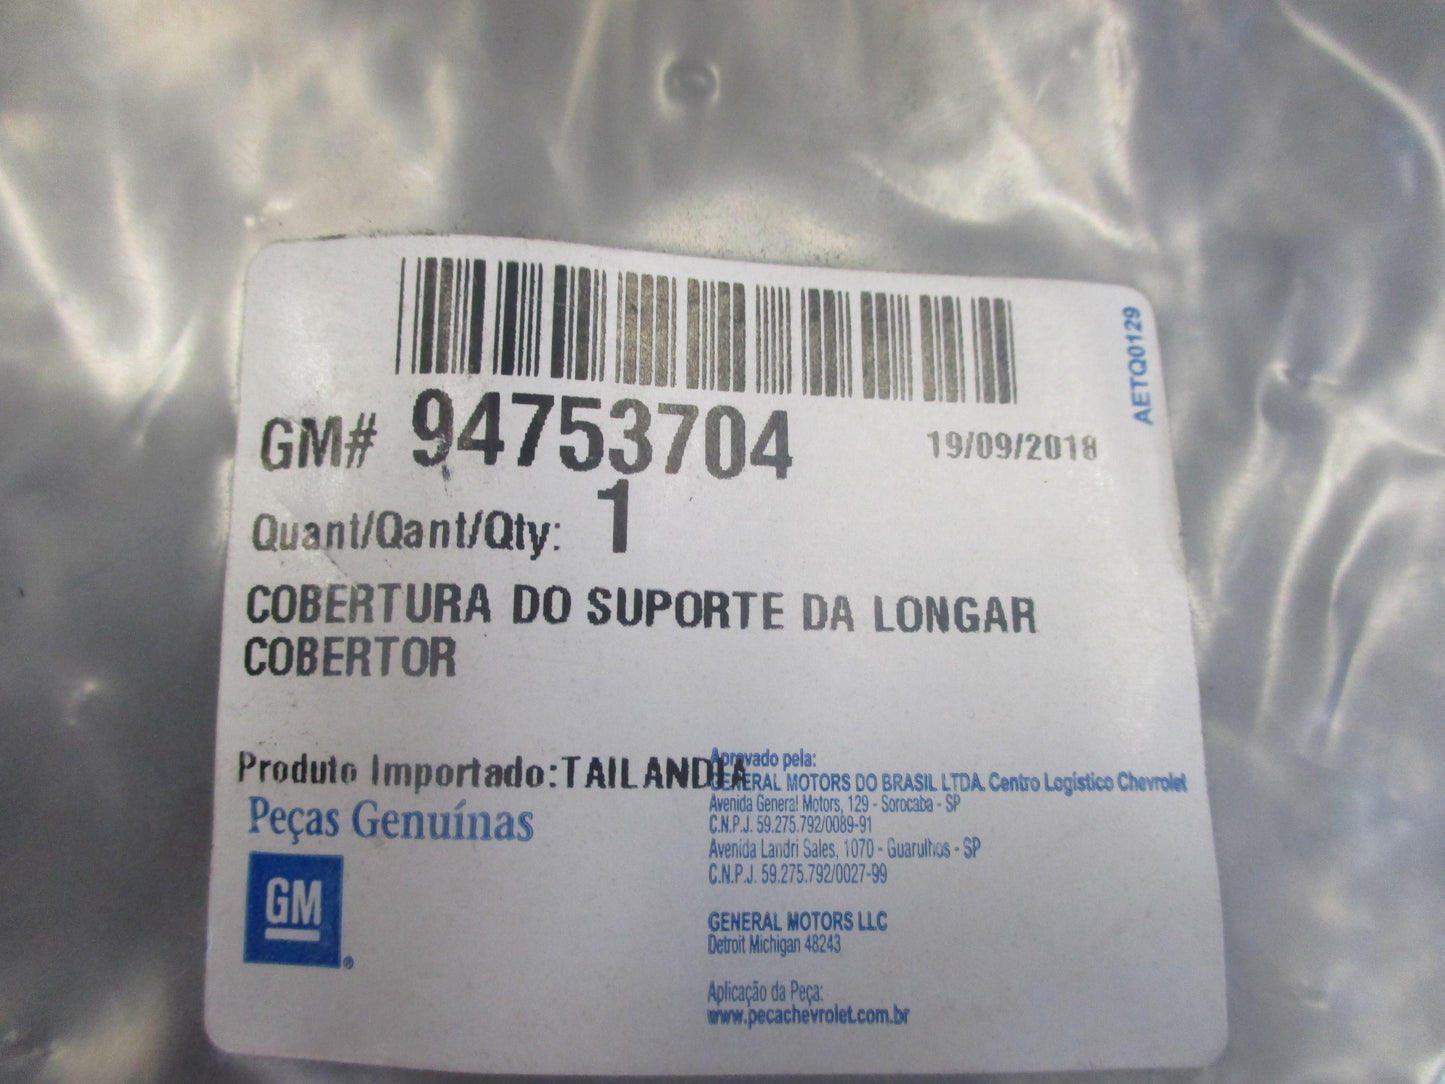 GM# 94753704
19/09/2018
AETQ0129
Quant/Qant/Qty: 1
COBERTURA DO SUPORTE DA LONGAR
COBERTOR
Produto Importado:TAILANDIA
Peças Genuínas
GM
®
Aprovado pela:
GENERAL MOTORS DO BRASIL LTDA. Centro Logístico Chevrolet
Avenida General Motors, 129 - Sorocaba - SP
C.N.P.J. 59.275.792/0089-91
Avenida Landri Sales, 1070 - Guarulhos - SP
C.N.P.J. 59.275.792/0027-99
GENERAL MOTORS LLC
Detroit Michigan 48243
Aplicação da Peça:
www.pecachevrolet.com.br